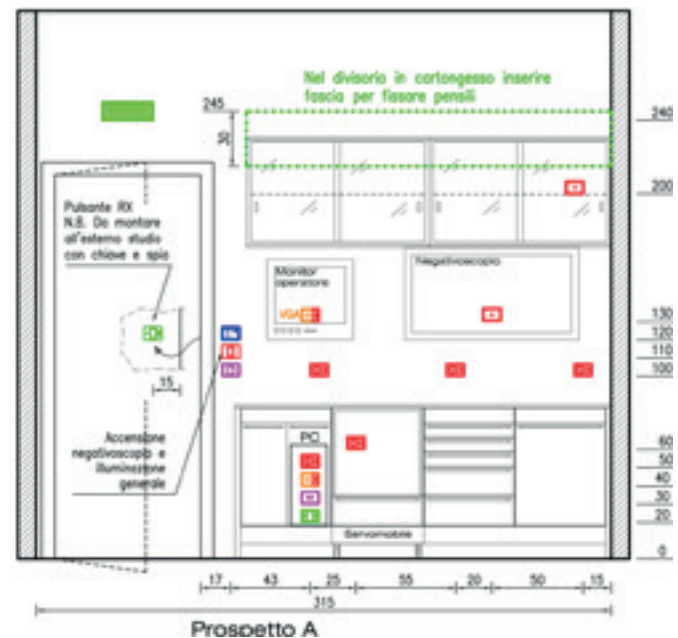 Nel divisorio in cartongesso inserire
fascia per fissare pensili
245
30
240
200
Pulsante RX
N.B. Da montare
all'esterno studio
con chiave e spia
Monitor
operatore
VGA
Negativoscopio
130
120
110
100
15
Accensione
negativoscopio e
illuminazione
generale
PC
60
50
40
30
20
0
Servomobile
17 43 25 55 20 50 15
315
Prospetto A